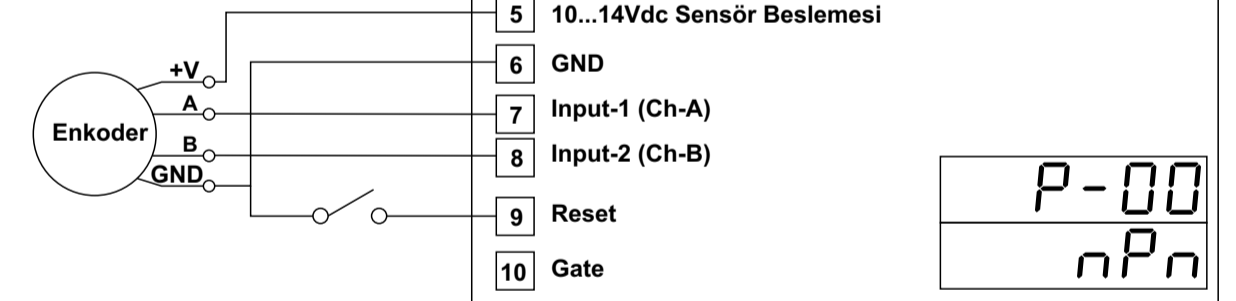 5 10...14Vdc Sensör Beslemesi
+V
6 GND
A
7 Input-1 (Ch-A)
Enkoder
B
8 Input-2 (Ch-B)
GND
P-00
9 Reset
nPn
10 Gate